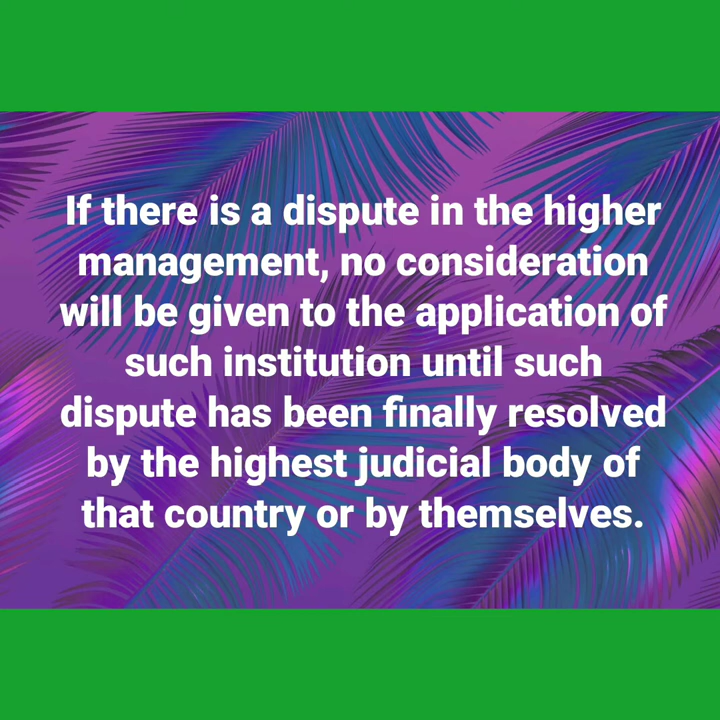 If there is a dispute in the higher
management, no consideration
will be given to the application of
such institution until such
dispute has been finally resolved
by the highest judicial body of
that country or by themselves.